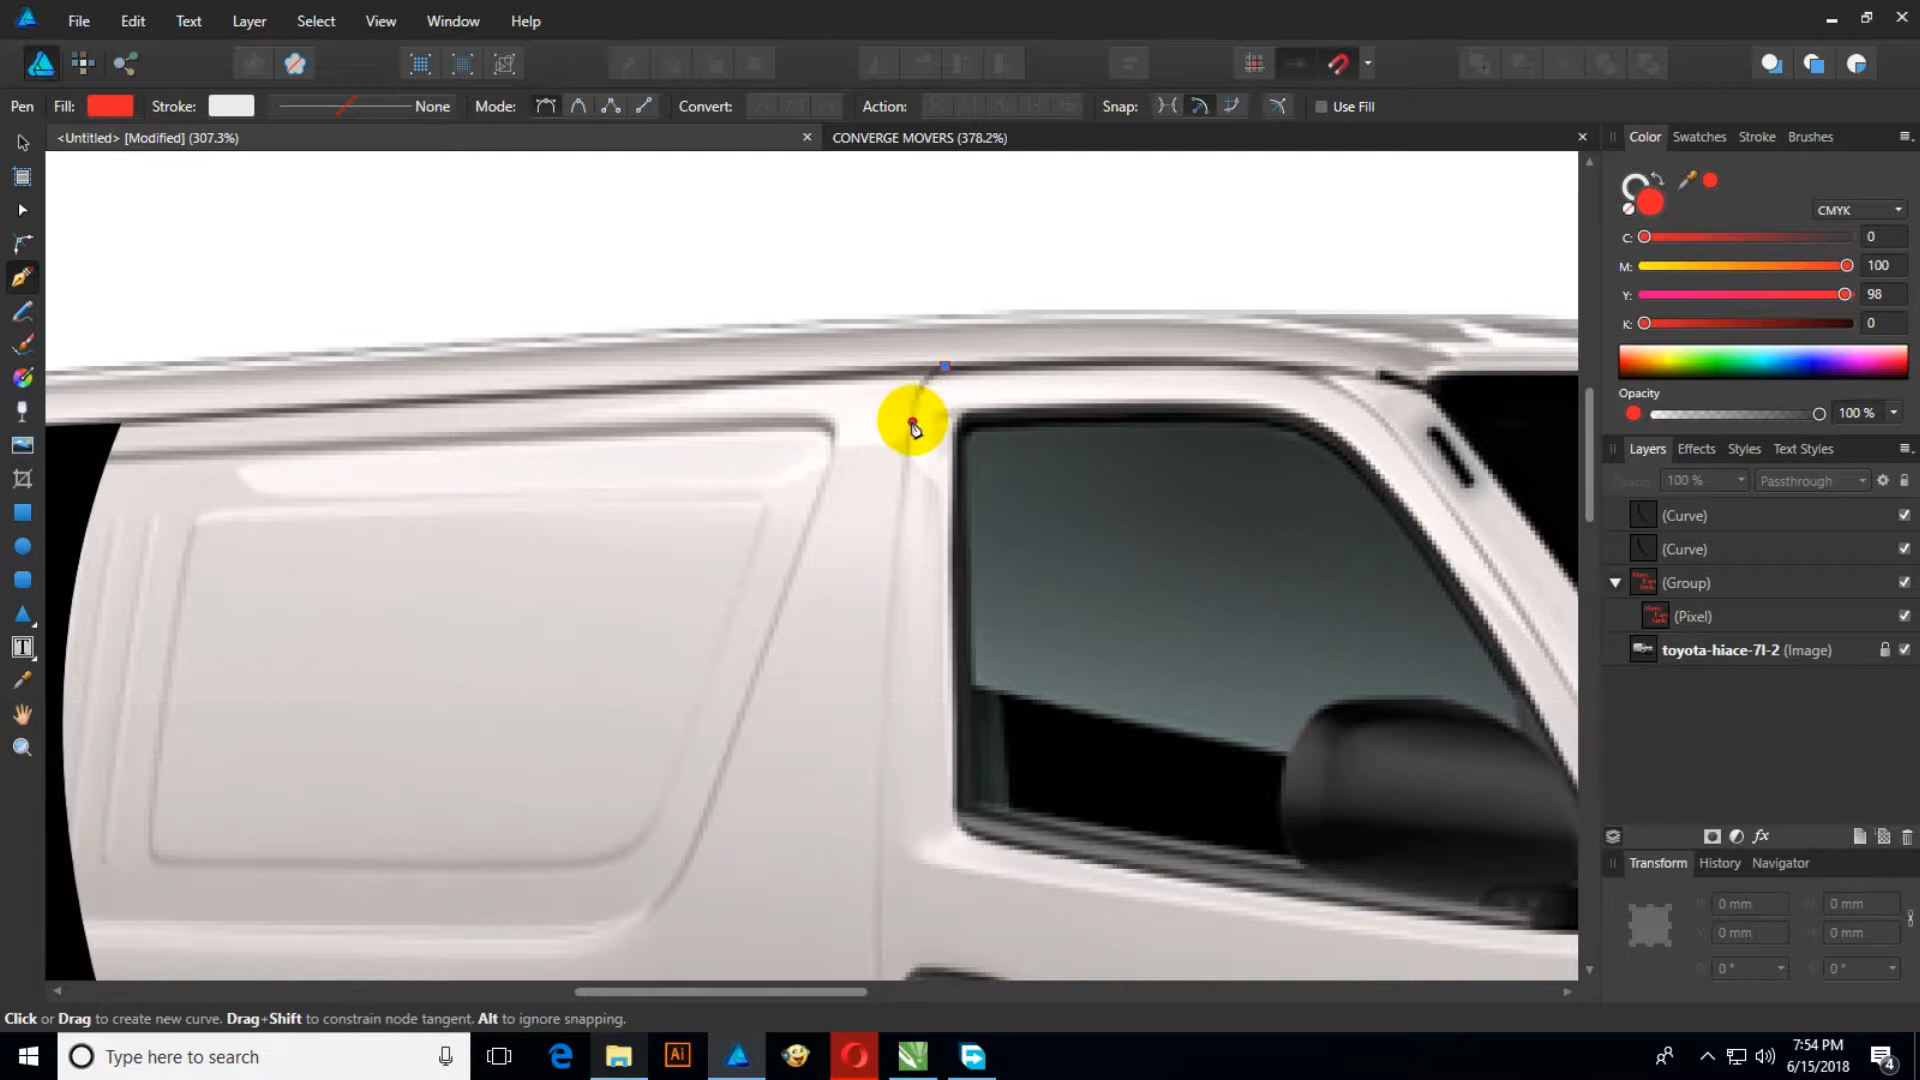 File Edit Text Layer Select View Window Help
Pen Fill: Stroke: None Mode: Convert: Action: Snap: Use Fill
<Untitled> [Modified] (307.3%)
CONVERGE MOVERS (378.2%)
Color Swatches Stroke Brushes
CMYK
C: 0
M: 100
Y: 98
K: 0
Opacity
100 %
Layers Effects Styles Text Styles
100 % Passthrough
(Curve)
(Curve)
(Group)
(Pixel)
toyota-hiace-7l-2 (Image)
Transform History Navigator
0 mm 0 mm
0 mm 0 mm
0 ° 0 °
Click or Drag to create new curve. Drag+Shift to constrain node tangent. Alt to ignore snapping.
Type here to search
Ai
7:54 PM
6/15/2018
4